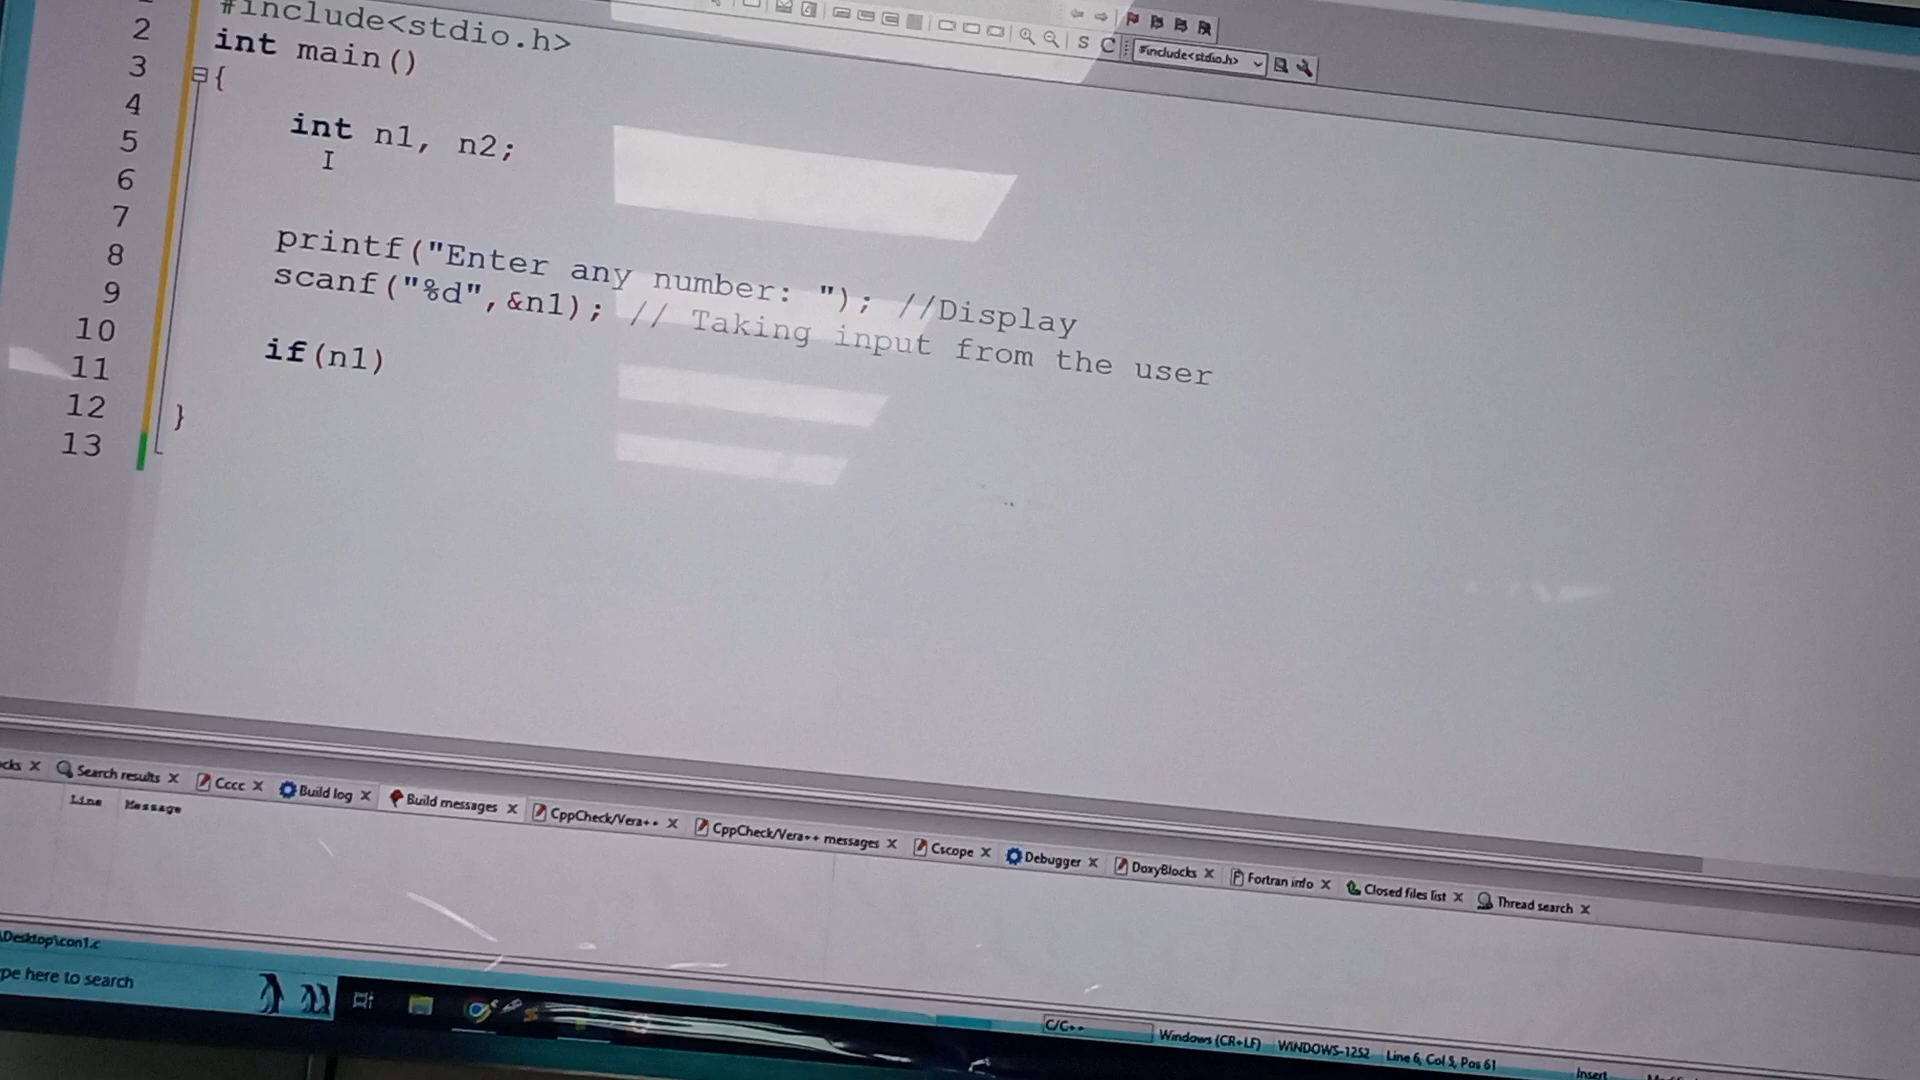 #include<stdio.h>
2 int main()
3 {
4
5 int n1, n2;
6
7
8 printf("Enter any number: "); //Display
9 scanf("%d",&n1); // Taking input from the user
10
11 if(n1)
12
13 }
S C #include<stdio.h>
Search results X Cccc X Build log X Build messages X CppCheck/Vera++ X CppCheck/Vera++ messages X Cscope X Debugger X DoxyBlocks X Fortran info X Closed files list X Thread search X
Line Message
\Desktop\con1.c
C/C++ Windows (CR+LF) WINDOWS-1252 Line 6, Col 5, Pos 61 Insert
pe here to search